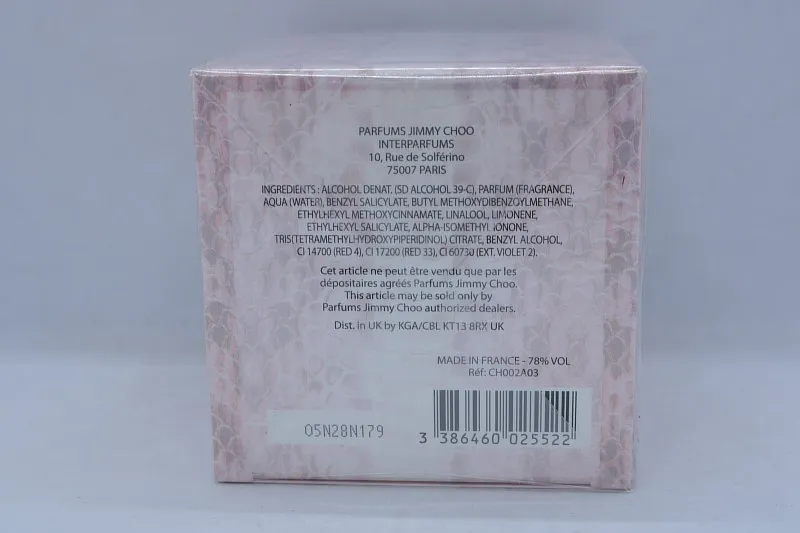 PARFUMS JIMMY CHOO
INTERPARFUMS
10, Rue de Solférino
75007 PARIS
INGREDIENTS : ALCOHOL DENAT. (SD ALCOHOL 39-C), PARFUM (FRAGRANCE),
AQUA (WATER), BENZYL SALICYLATE, BUTYL METHOXYDIBENZOYLMETHANE,
ETHYLHEXYL METHOXYCINNAMATE, LINALOOL, LIMONENE,
ETHYLHEXYL SALICYLATE, ALPHA-ISOMETHYL IONONE,
TRIS(TETRAMETHYLHYDROXYPIPERIDINOL) CITRATE, BENZYL ALCOHOL,
CI 14700 (RED 4), CI 17200 (RED 33), CI 60730 (EXT. VIOLET 2).
Cet article ne peut être vendu que par les
dépositaires agréés Parfums Jimmy Choo.
This article may be sold only by
Parfums Jimmy Choo authorized dealers.
Dist. in UK by KGA/CBL KT13 8RX UK
MADE IN FRANCE - 78% VOL
Réf: CH002A03
05N28N179
3 386460 025522